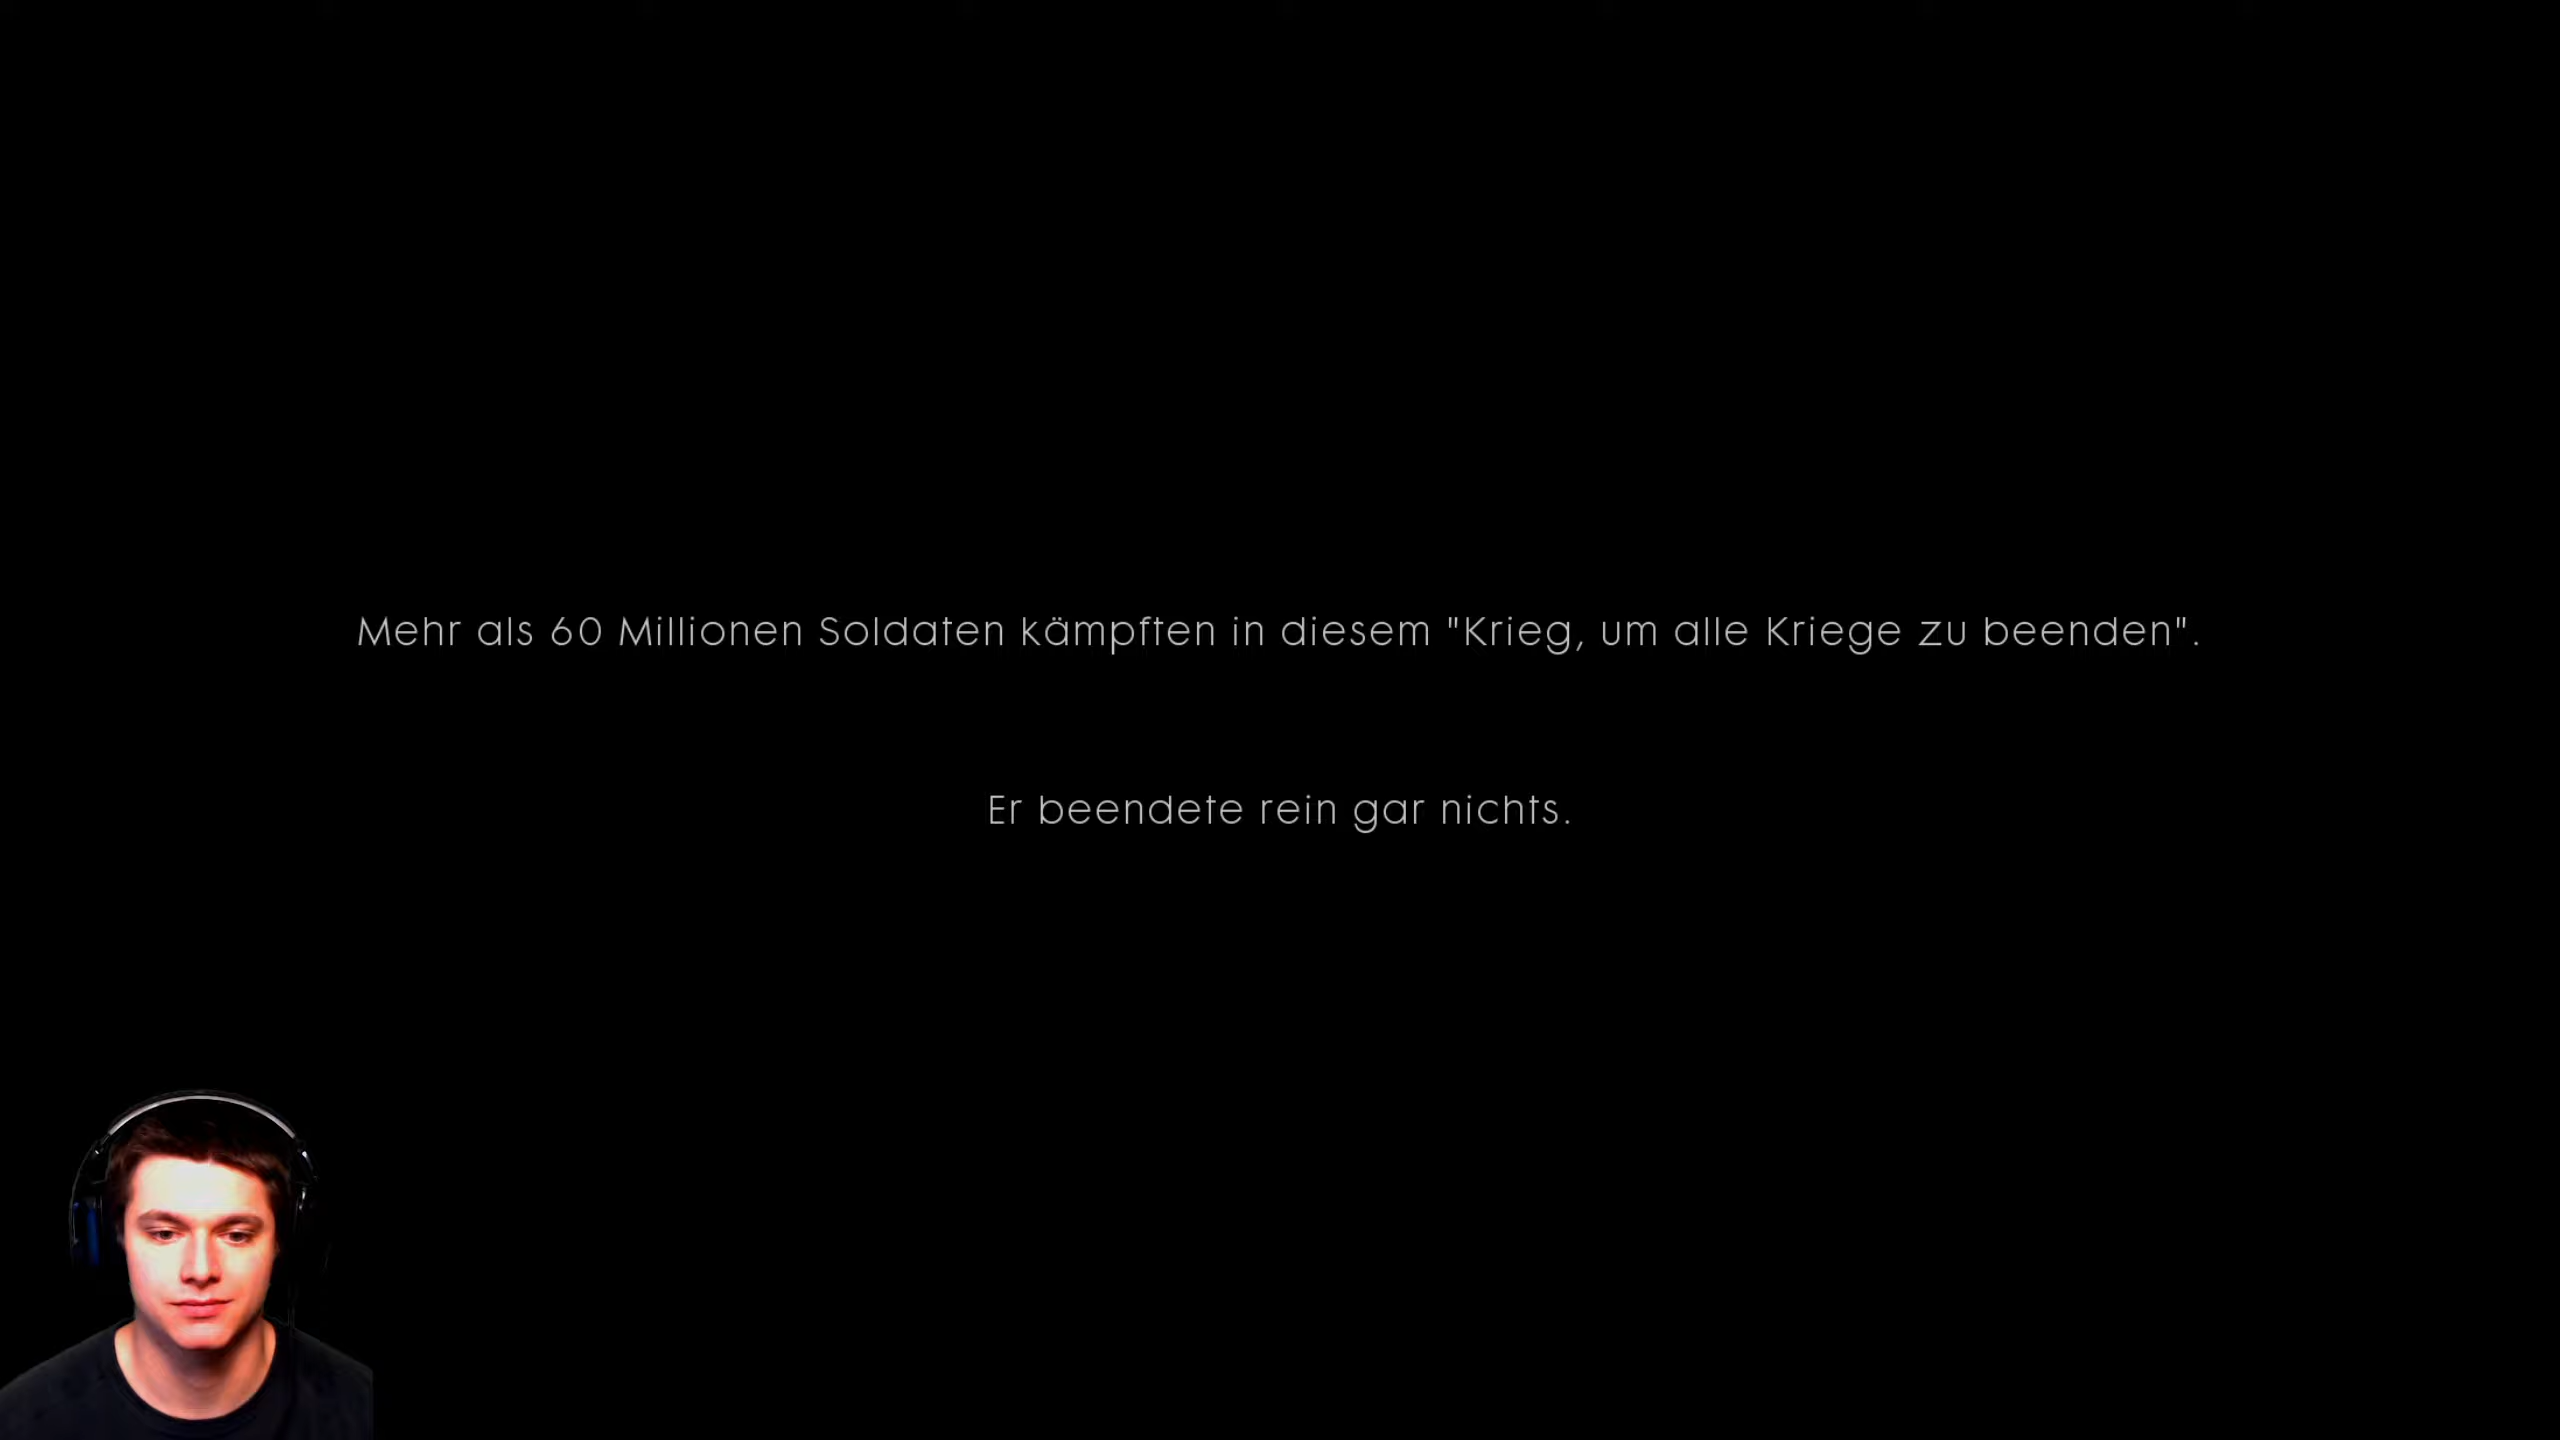 Mehr als 60 Millionen Soldaten kämpften in diesem "Krieg, um alle Kriege zu beenden".
Er beendete rein gar nichts.